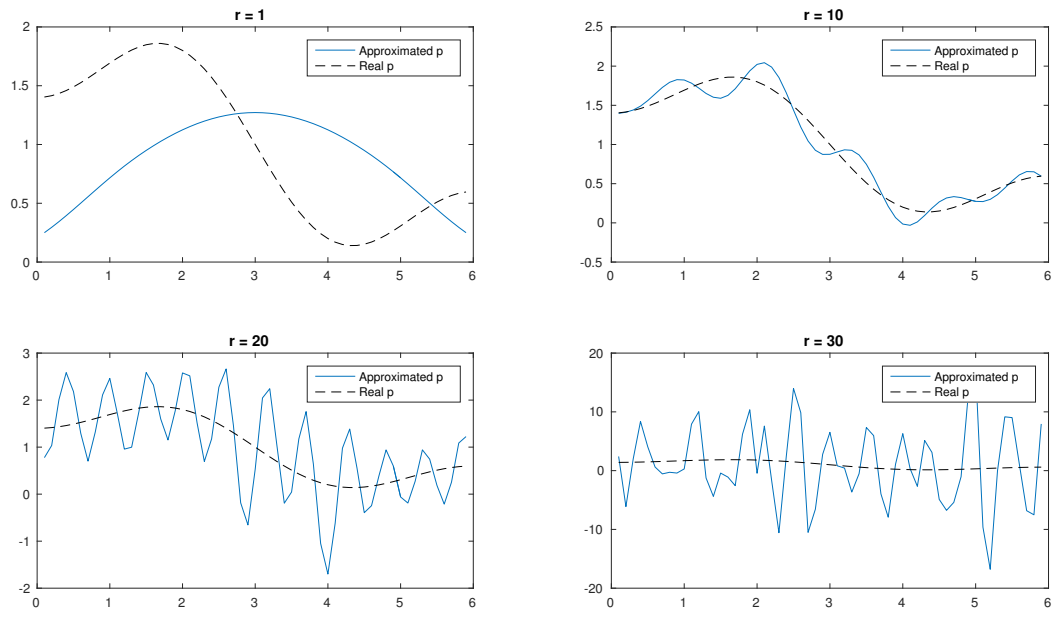 r = 1
2
1.5
1
0.5
0
0 1 2 3 4 5 6
Approximated p
Real p
r = 10
2.5
2
1.5
1
0.5
0
-0.5
0 1 2 3 4 5 6
Approximated p
Real p
r = 20
3
2
1
0
-1
-2
0 1 2 3 4 5 6
Approximated p
Real p
r = 30
20
10
0
-10
-20
0 1 2 3 4 5 6
Approximated p
Real p